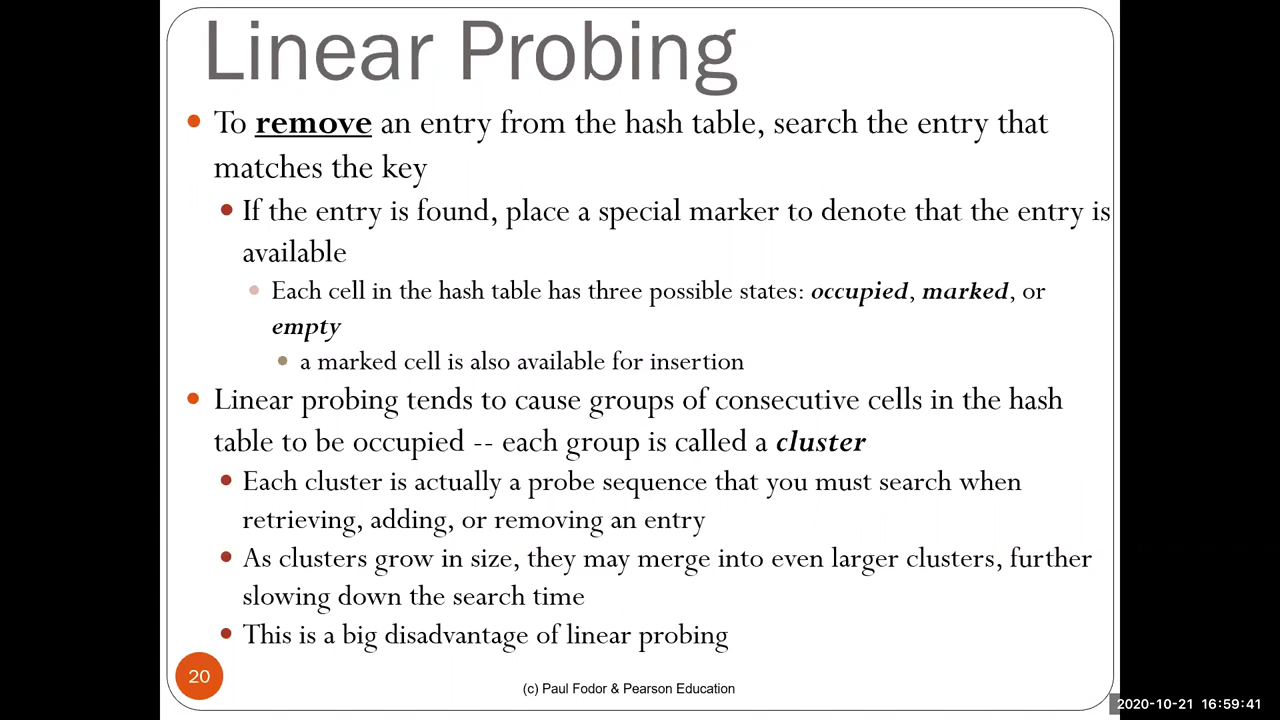 Linear Probing
To remove an entry from the hash table, search the entry that
matches the key
If the entry is found, place a special marker to denote that the entry is
available
Each cell in the hash table has three possible states: occupied, marked, or
empty
a marked cell is also available for insertion
Linear probing tends to cause groups of consecutive cells in the hash
table to be occupied -- each group is called a cluster
Each cluster is actually a probe sequence that you must search when
retrieving, adding, or removing an entry
As clusters grow in size, they may merge into even larger clusters, further
slowing down the search time
This is a big disadvantage of linear probing
20
(c) Paul Fodor & Pearson Education
2020-10-21 16:59:41